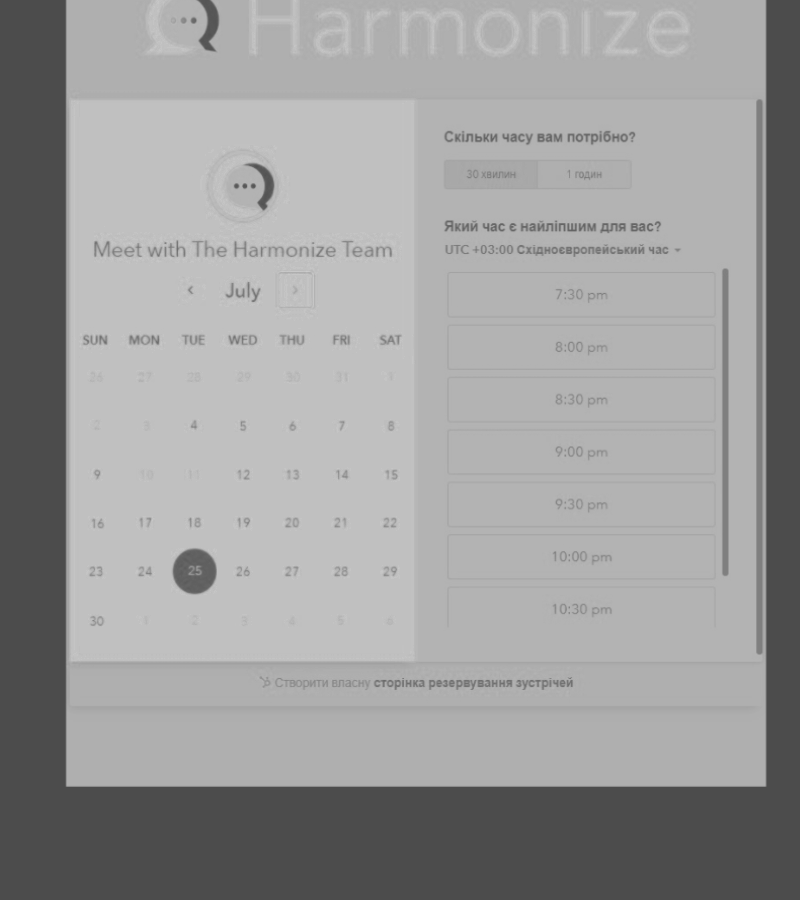 Harmonize
Meet with The Harmonize Team
July
SUN MON TUE WED THU FRI SAT
26 27 28 29 30 31 1
2 3 4 5 6 7 8
9 10 11 12 13 14 15
16 17 18 19 20 21 22
23 24 25 26 27 28 29
30 1 2 3 4 5 6
Скільки часу вам потрібно?
30 хвилин 1 годин
Який час є найліпшим для вас?
UTC +03:00 Східноєвропейський час
7:30 pm
8:00 pm
8:30 pm
9:00 pm
9:30 pm
10:00 pm
10:30 pm
Створити власну сторінка резервування зустрічей